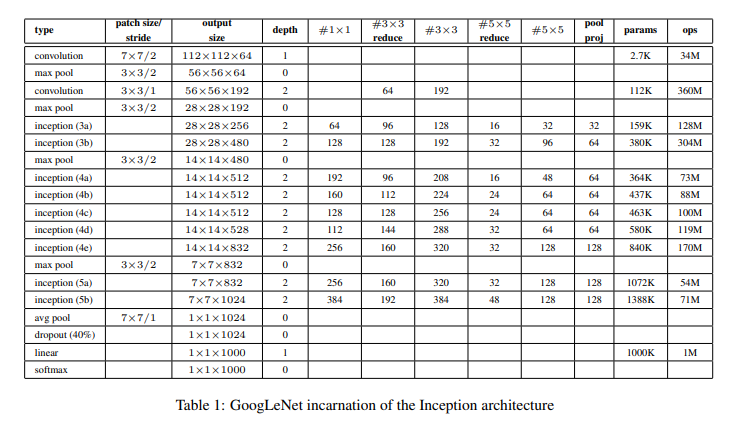 type patch size/ stride output size depth #1×1 #3×3 reduce #3×3 #5×5 reduce #5×5 pool proj params ops
convolution 7×7/2 112×112×64 1 2.7K 34M
max pool 3×3/2 56×56×64 0
convolution 3×3/1 56×56×192 2 64 192 112K 360M
max pool 3×3/2 28×28×192 0
inception (3a) 28×28×256 2 64 96 128 16 32 32 159K 128M
inception (3b) 28×28×480 2 128 128 192 32 96 64 380K 304M
max pool 3×3/2 14×14×480 0
inception (4a) 14×14×512 2 192 96 208 16 48 64 364K 73M
inception (4b) 14×14×512 2 160 112 224 24 64 64 437K 88M
inception (4c) 14×14×512 2 128 128 256 24 64 64 463K 100M
inception (4d) 14×14×528 2 112 144 288 32 64 64 580K 119M
inception (4e) 14×14×832 2 256 160 320 32 128 128 840K 170M
max pool 3×3/2 7×7×832 0
inception (5a) 7×7×832 2 256 160 320 32 128 128 1072K 54M
inception (5b) 7×7×1024 2 384 192 384 48 128 128 1388K 71M
avg pool 7×7/1 1×1×1024 0
dropout (40%) 1×1×1024 0
linear 1×1×1000 1 1000K 1M
softmax 1×1×1000 0
Table 1: GoogLeNet incarnation of the Inception architecture